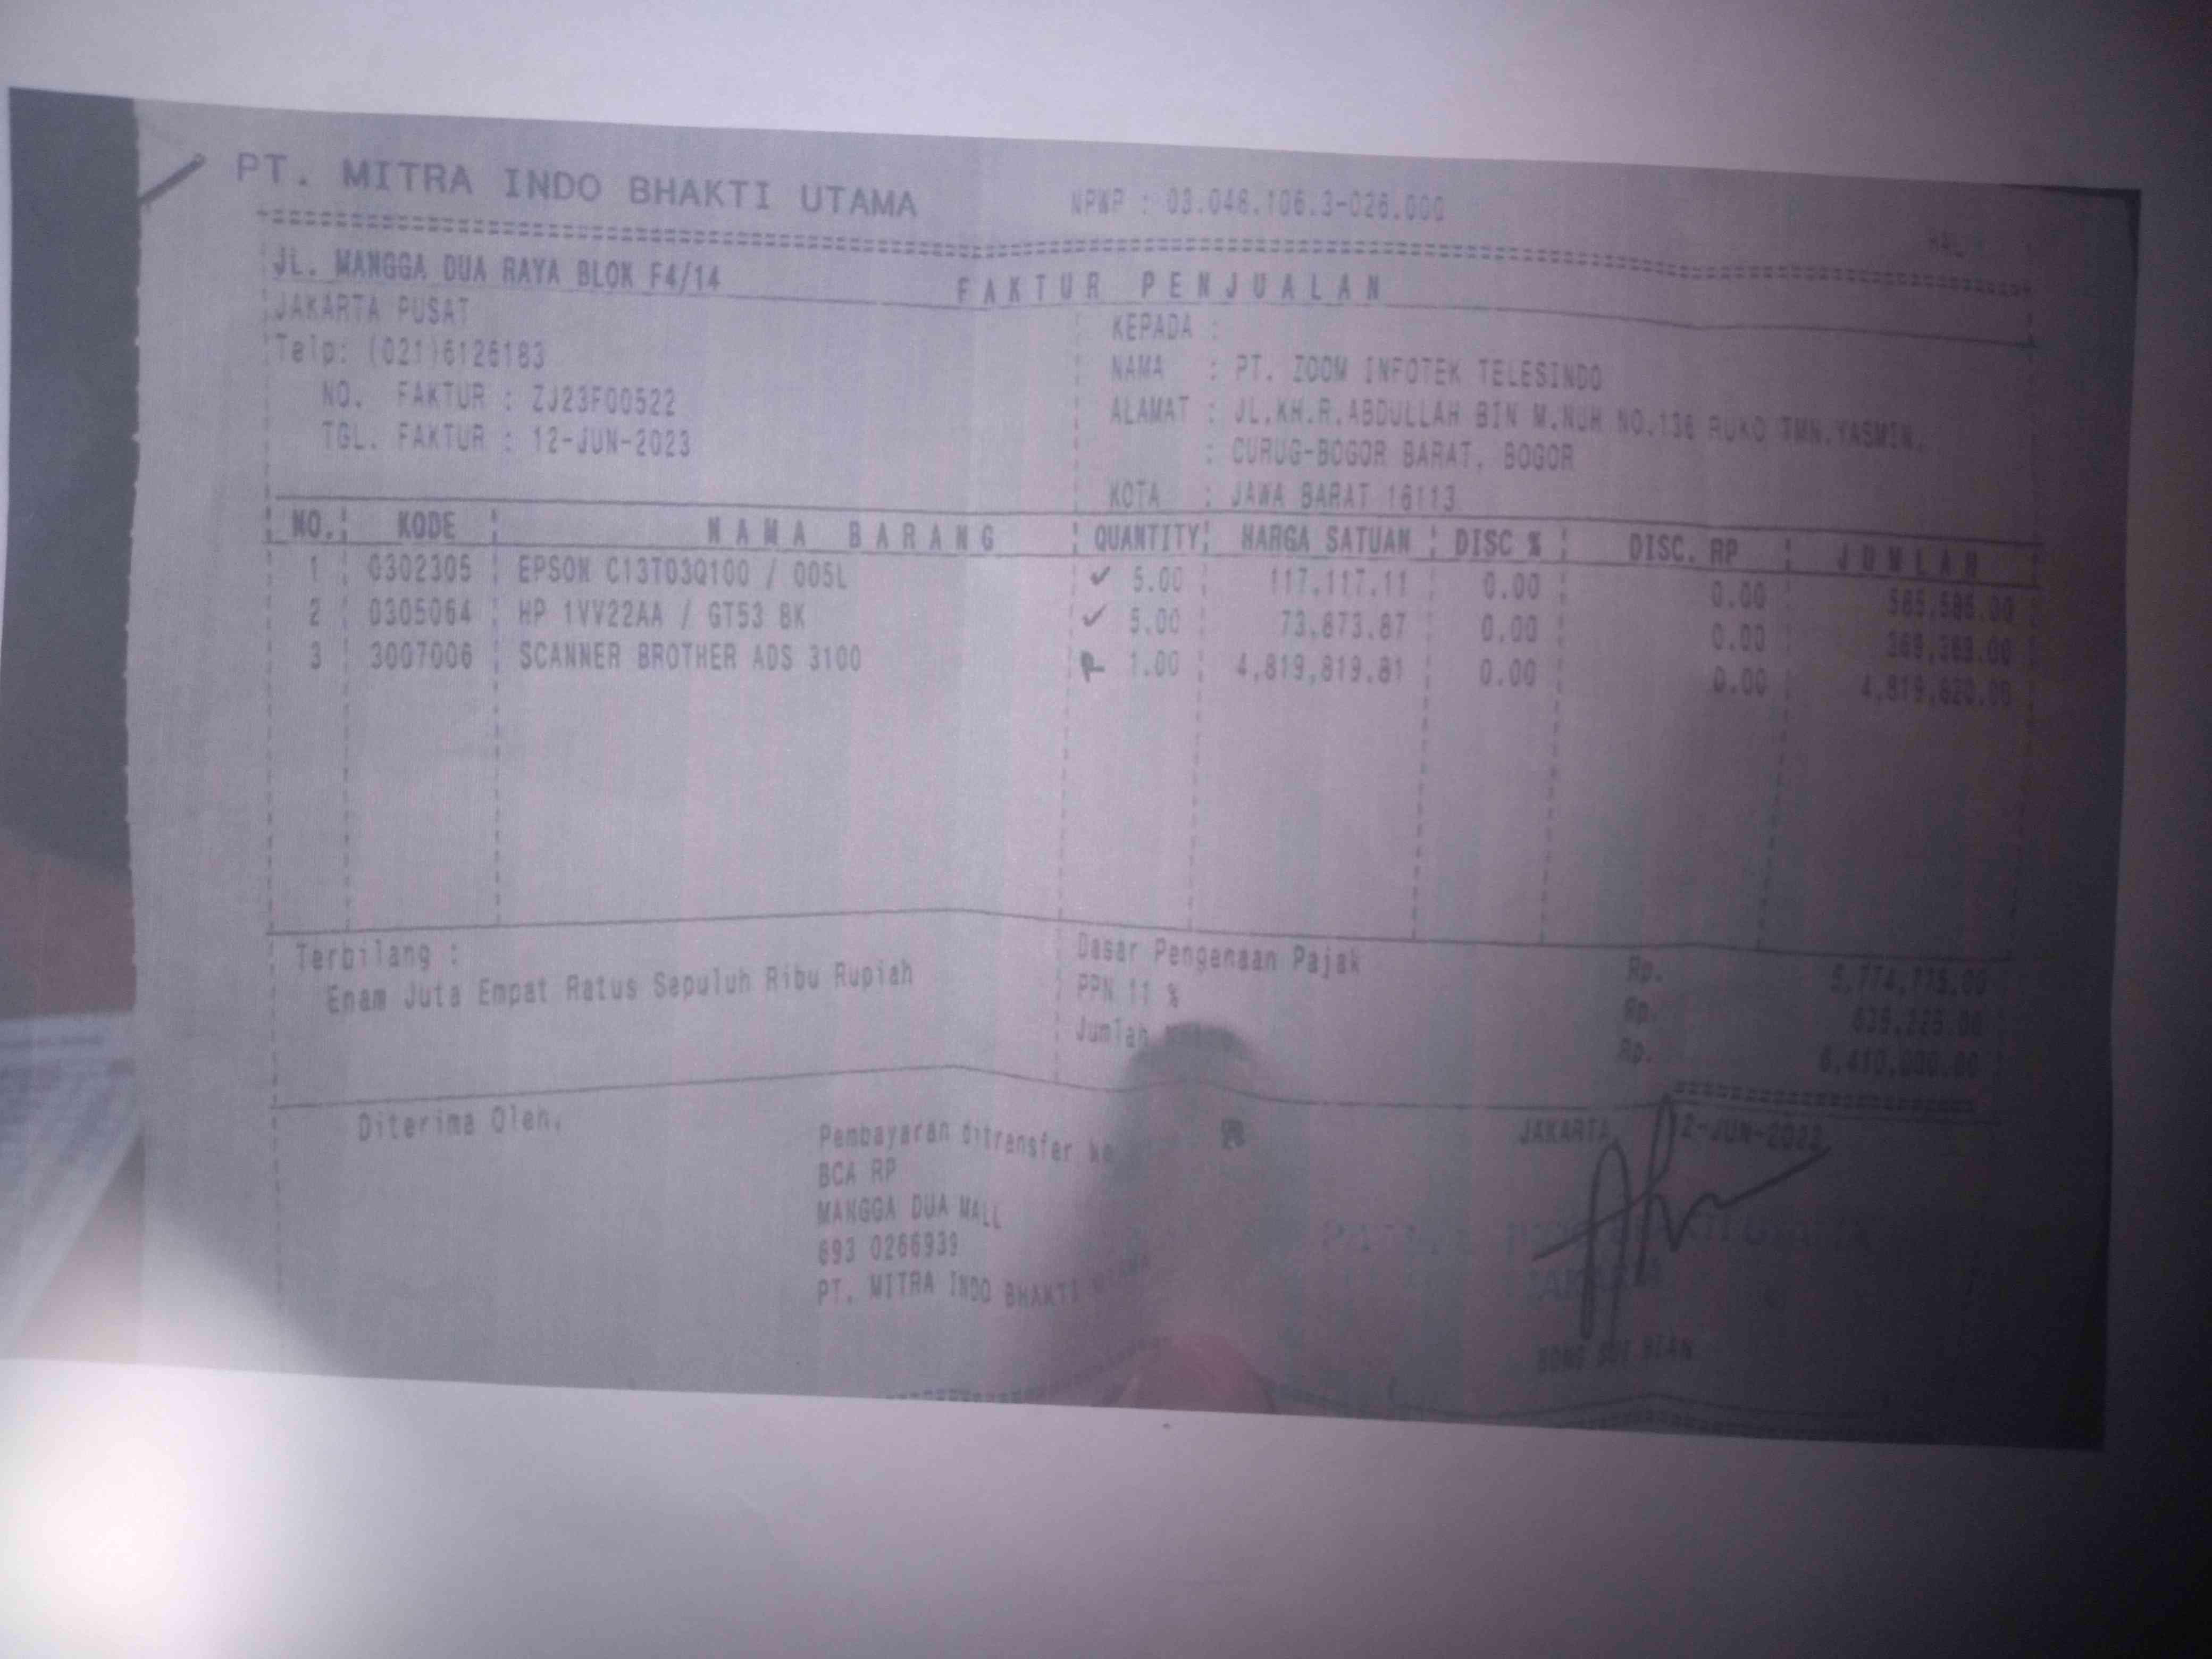 PT. MITRA INDO BHAKTI UTAMA NPWP : 03.046.106.3-026.000
HAL
JL. MANGGA DUA RAYA BLOK F4/14 FAKTUR PENJUALAN
JAKARTA PUSAT KEPADA :
Telp: (021)6126183 NAMA : PT. ZOOM INFOTEK TELESINDO
NO. FAKTUR : ZJ23F00522 ALAMAT : JL.KH.R.ABDULLAH BIN M.NUH NO.136 RUKO TMN.YASMIN,
TGL. FAKTUR : 12-JUN-2023 : CURUG-BOGOR BARAT, BOGOR
KOTA : JAWA BARAT 16113
NO. KODE NAMA BARANG QUANTITY HARGA SATUAN DISC % DISC. RP JUMLAH
1 0302305 EPSON C13T03Q100 / 005L 5.00 117,117.11 0.00 0.00 585,586.00
2 0305064 HP 1VV22AA / GT53 BK 5.00 73,873.87 0.00 0.00 369,369.00
3 3007006 SCANNER BROTHER ADS 3100 1.00 4,819,819.81 0.00 0.00 4,819,820.00
Terbilang : Dasar Pengenaan Pajak Rp. 5,774,775.00
Enam Juta Empat Ratus Sepuluh Ribu Rupiah PPN 11 % Rp. 635,225.00
Jumlah Rp. 6,410,000.00
Diterima Oleh, Pembayaran ditransfer ke JAKARTA, 12-JUN-2023
BCA RP
MANGGA DUA MALL
693 0266939
PT. MITRA INDO BHAKTI UTAMA
BONG SUI HIAN